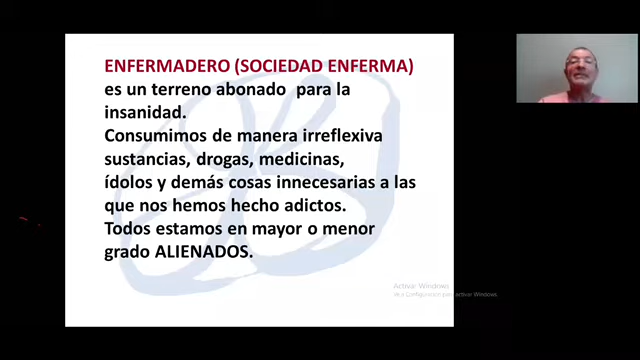 ENFERMADERO (SOCIEDAD ENFERMA)
es un terreno abonado para la
insanidad.
Consumimos de manera irreflexiva
sustancias, drogas, medicinas,
ídolos y demás cosas innecesarias a las
que nos hemos hecho adictos.
Todos estamos en mayor o menor
grado ALIENADOS.
Activar Windows
Ve a Configuración para activar Windows.